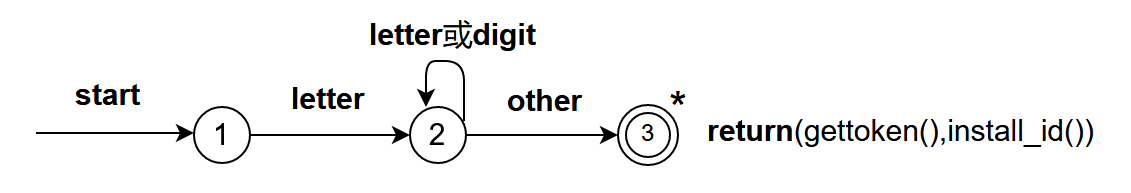 letter或digit
start
letter
other
*
1
2
3
return(gettoken(),install_id())